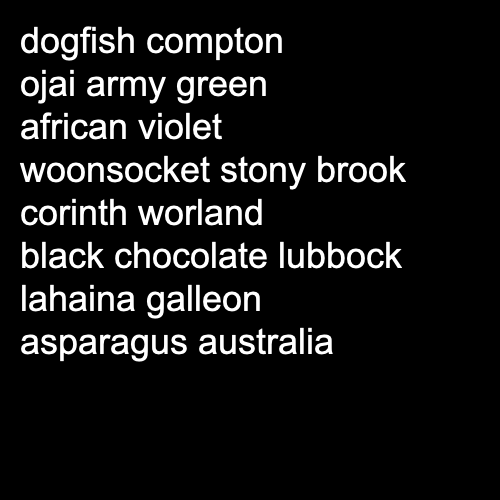 dogfish compton
ojai army green
african violet
woonsocket stony brook
corinth worland
black chocolate lubbock
lahaina galleon
asparagus australia